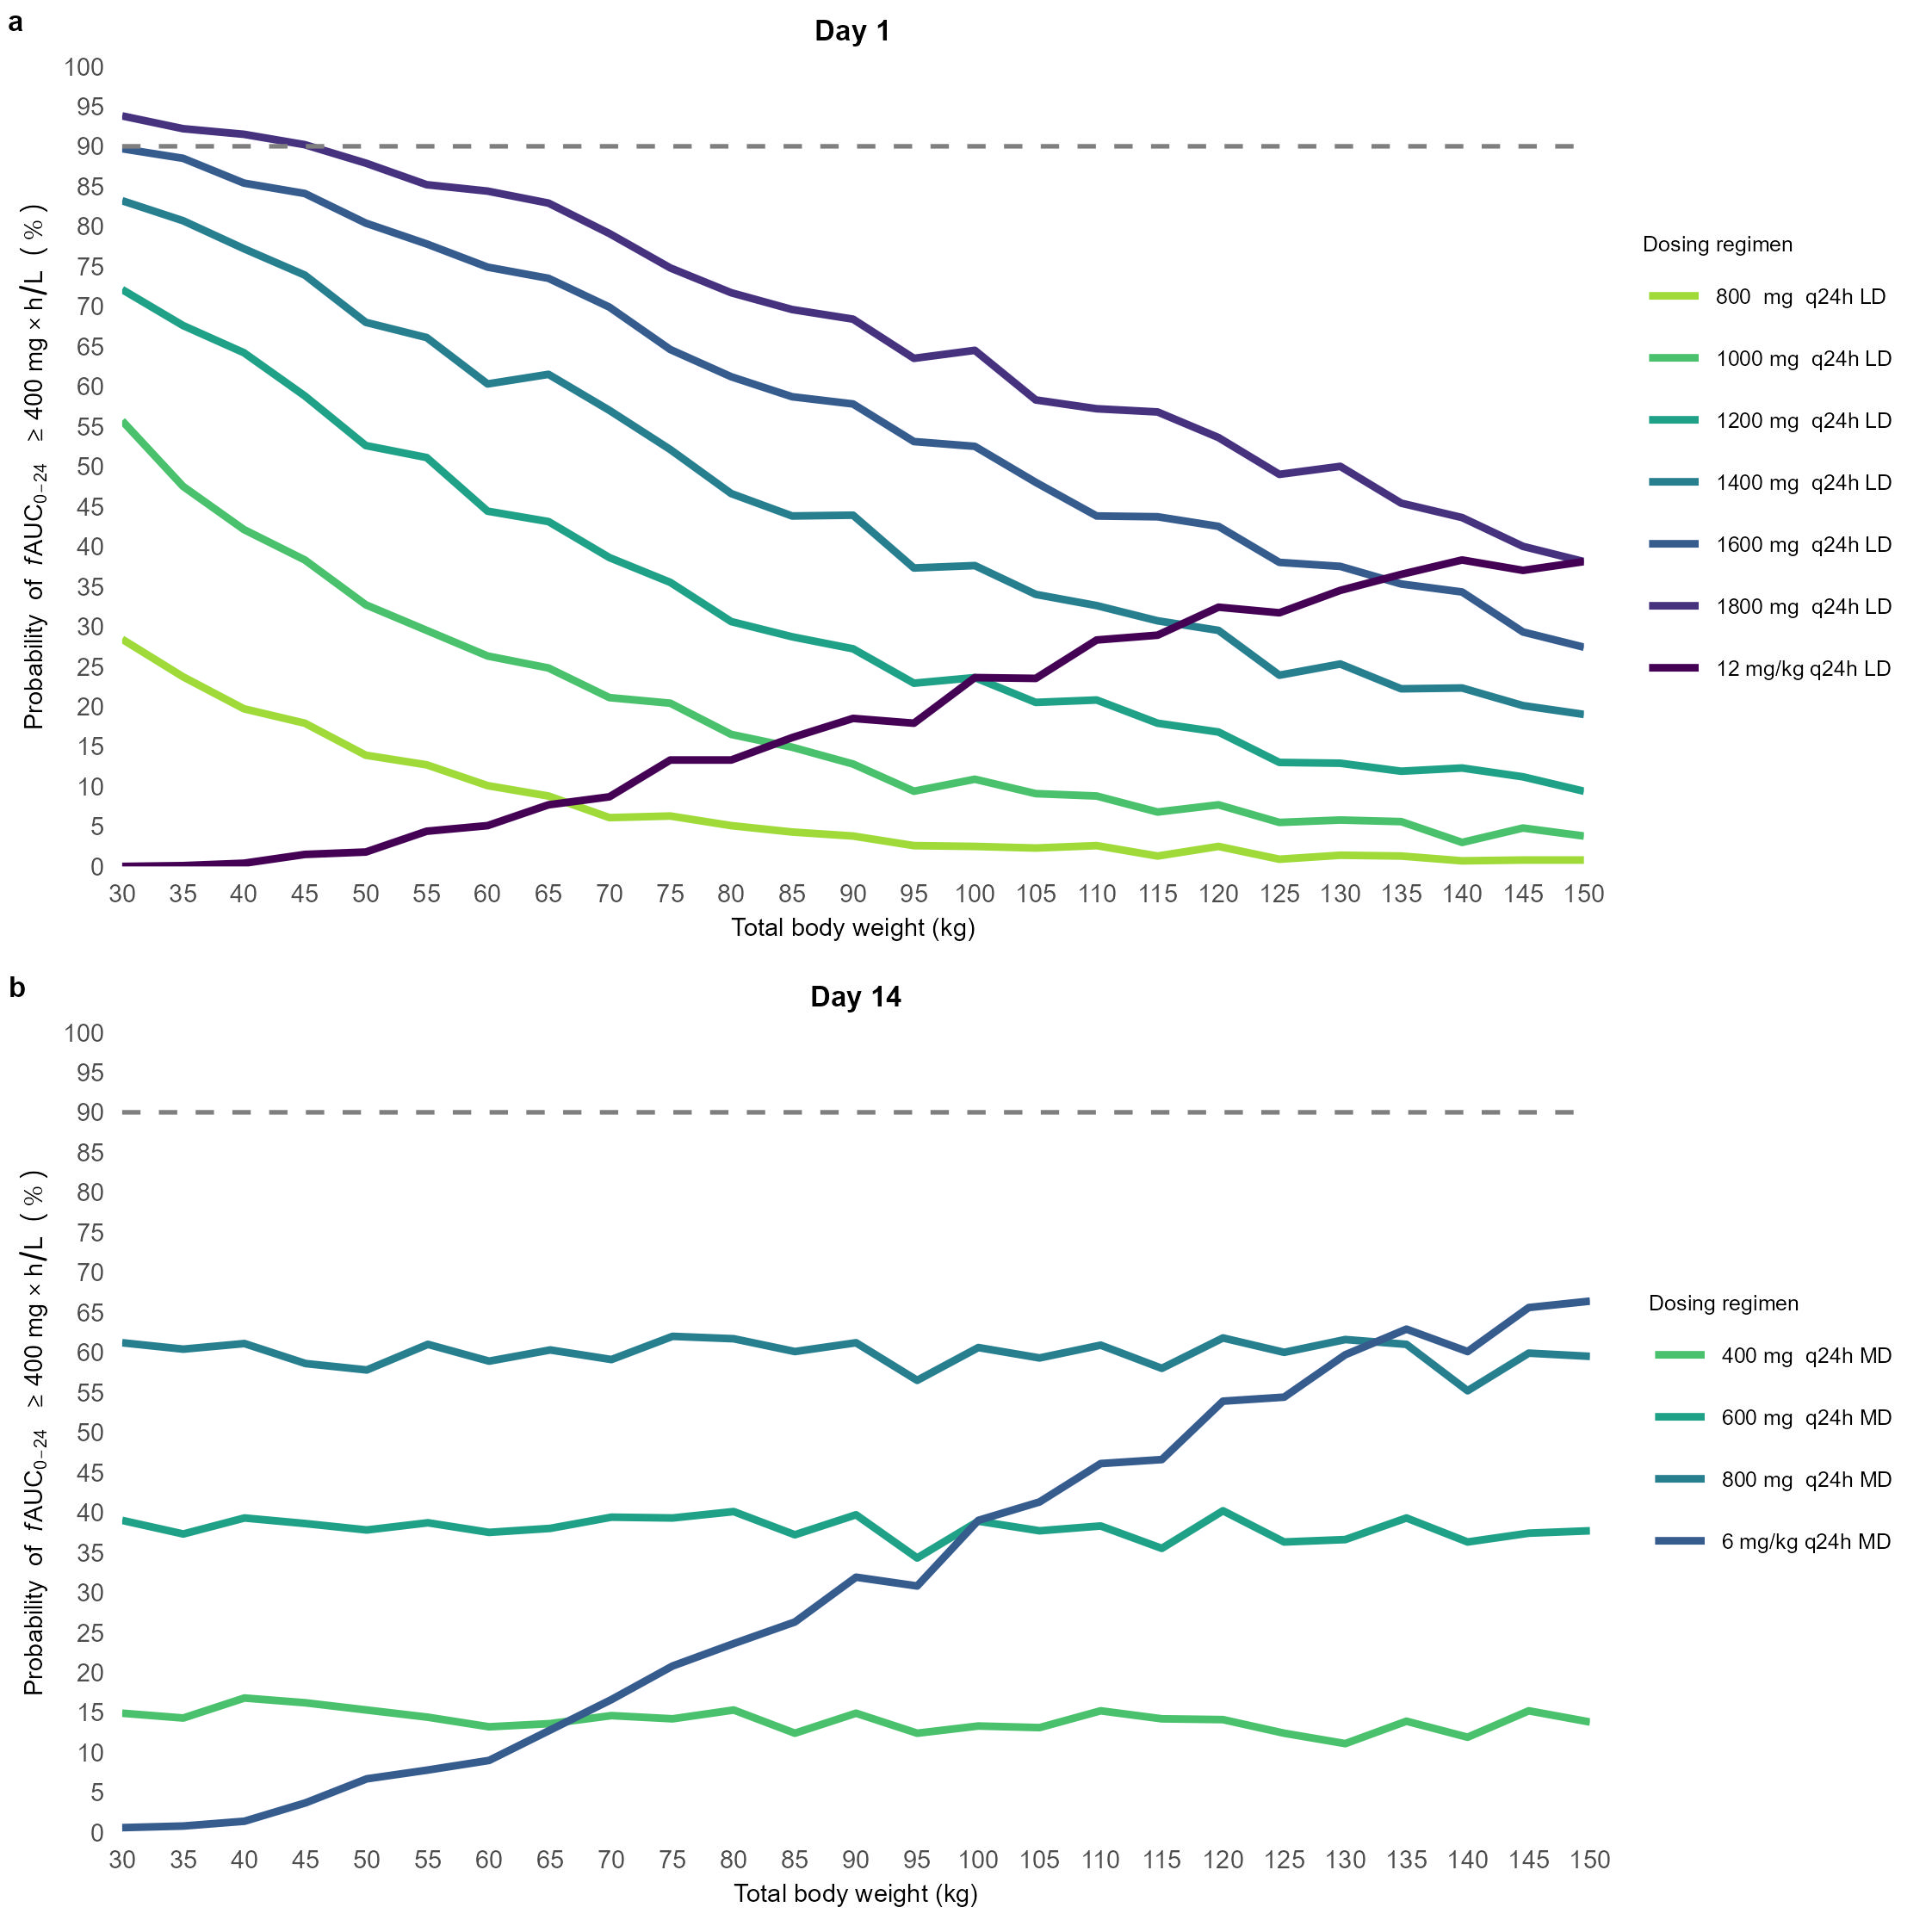 a
Day 1
100
95
90
85
80
75
70
65
60
55
50
45
40
35
30
25
20
15
10
5
0
Probability of fAUC0−24 ≥ 400 mg × h/L (%)
30 35 40 45 50 55 60 65 70 75 80 85 90 95 100 105 110 115 120 125 130 135 140 145 150
Total body weight (kg)
Dosing regimen
800 mg q24h LD
1000 mg q24h LD
1200 mg q24h LD
1400 mg q24h LD
1600 mg q24h LD
1800 mg q24h LD
12 mg/kg q24h LD
b
Day 14
100
95
90
85
80
75
70
65
60
55
50
45
40
35
30
25
20
15
10
5
0
Probability of fAUC0−24 ≥ 400 mg × h/L (%)
30 35 40 45 50 55 60 65 70 75 80 85 90 95 100 105 110 115 120 125 130 135 140 145 150
Total body weight (kg)
Dosing regimen
400 mg q24h MD
600 mg q24h MD
800 mg q24h MD
6 mg/kg q24h MD